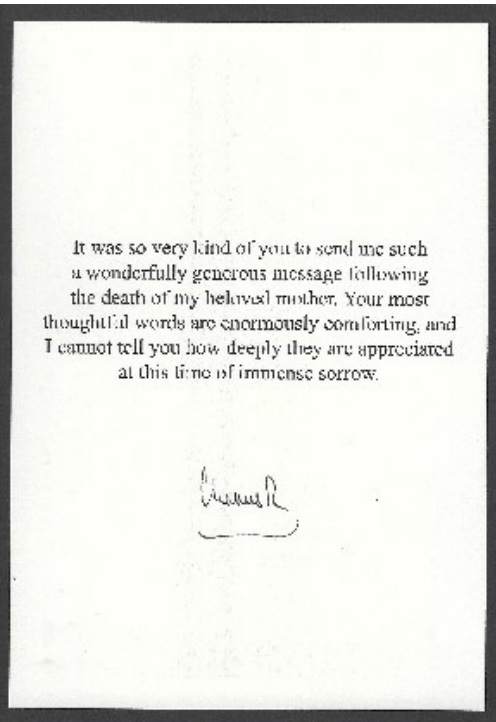 It was so very kind of you to send me such
a wonderfully generous message following
the death of my beloved mother. Your most
thoughtful words are enormously comforting, and
I cannot tell you how deeply they are appreciated
at this time of immense sorrow.
Charles R